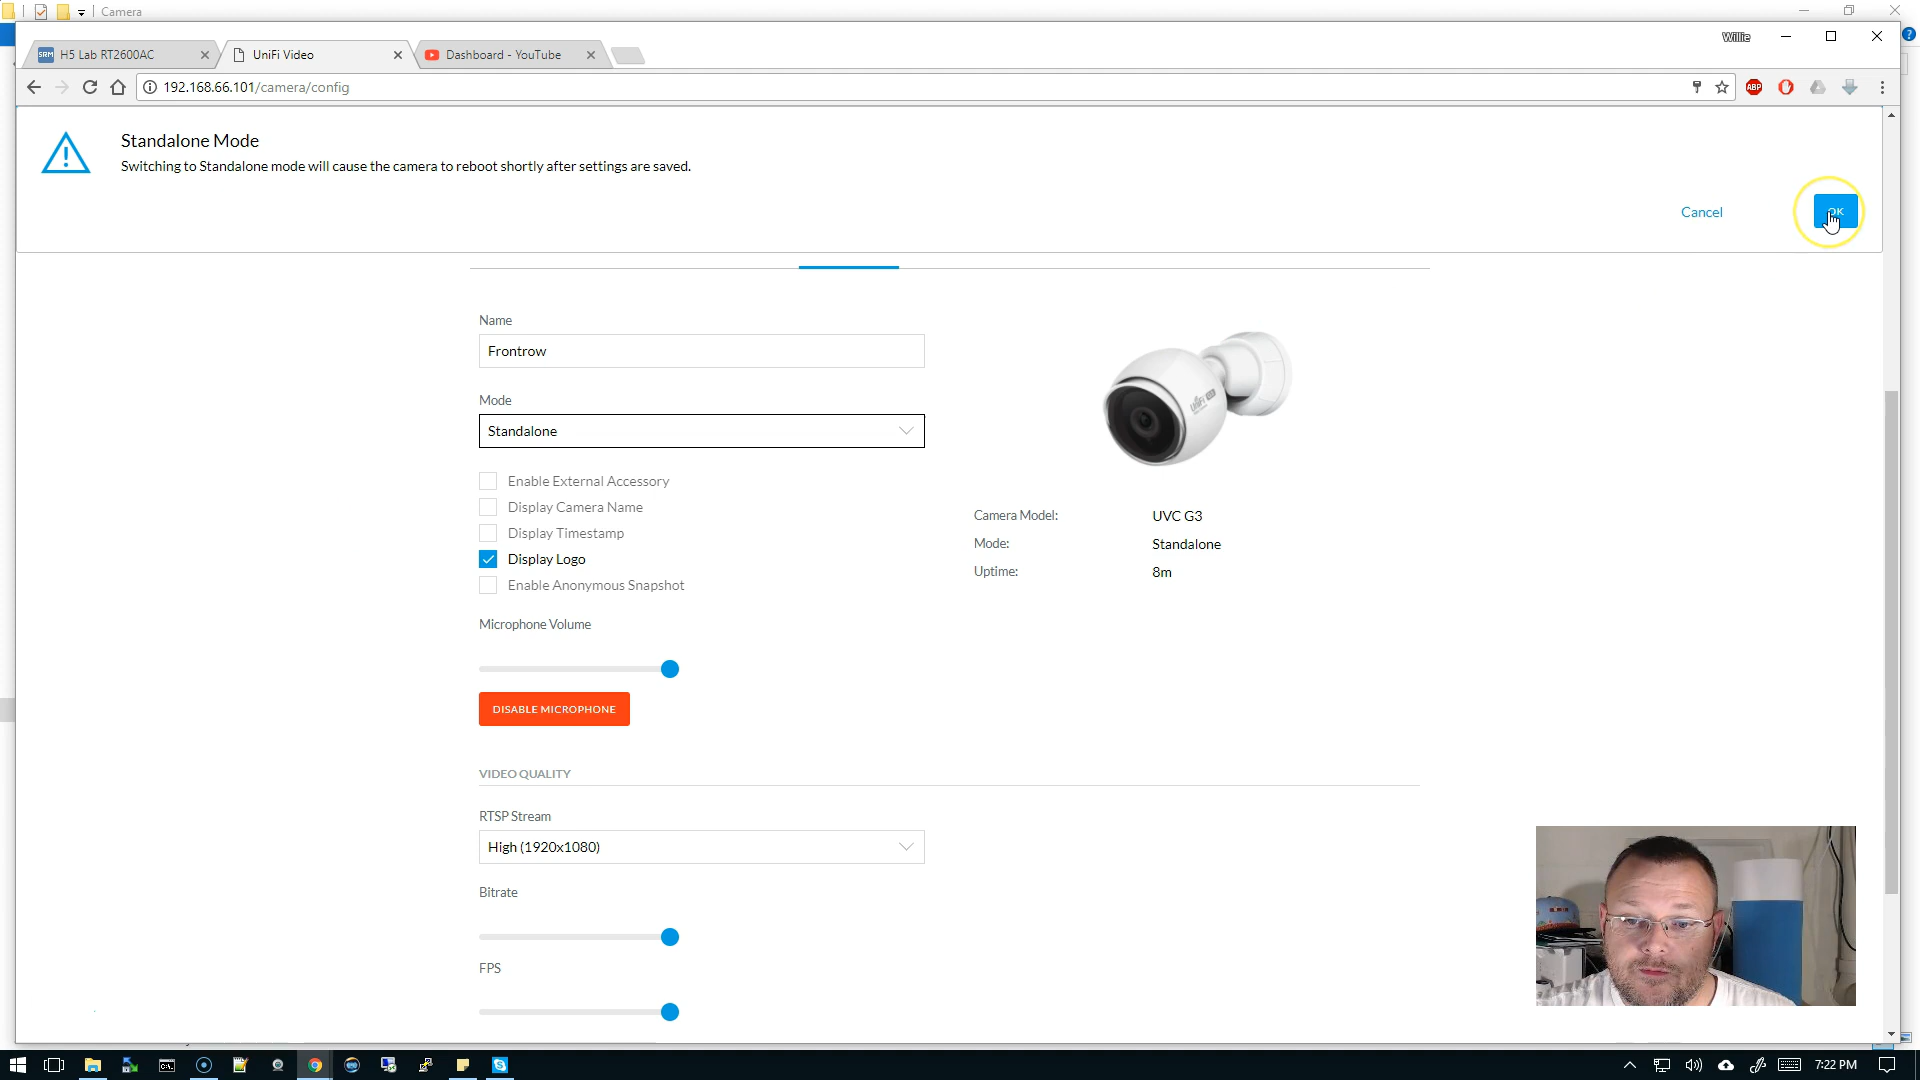 Camera
Willie
H5 Lab RT2600AC
UniFi Video
Dashboard - YouTube
192.168.66.101/camera/config
ABP
Standalone Mode
Switching to Standalone mode will cause the camera to reboot shortly after settings are saved.
Cancel
OK
Name
Frontrow
Mode
Standalone
Enable External Accessory
Display Camera Name
Display Timestamp
Display Logo
Enable Anonymous Snapshot
Camera Model:
UVC G3
Mode:
Standalone
Uptime:
8m
Microphone Volume
DISABLE MICROPHONE
VIDEO QUALITY
RTSP Stream
High (1920x1080)
Bitrate
FPS
7:22 PM